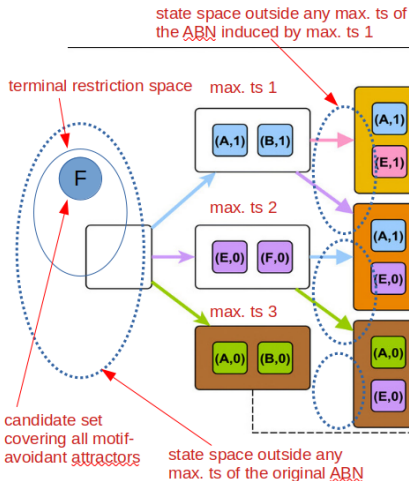 state space outside any max. ts of
the ABN induced by max. ts 1
terminal restriction space
max. ts 1
(A,1) (B,1)
(A,1)
(E,1)
F
max. ts 2
(E,0) (F,0)
(A,1)
(E,0)
max. ts 3
(A,0) (B,0)
(A,0)
(E,0)
candidate set
covering all motif-
avoidant attractors
state space outside any
max. ts of the original ABN